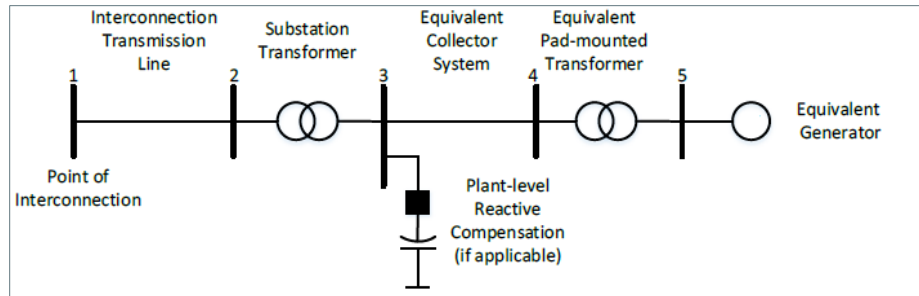 Interconnection
Transmission
Line
Substation
Transformer
Equivalent
Collector
System
Equivalent
Pad-mounted
Transformer
1
2
3
4
5
Equivalent
Generator
Point of
Interconnection
Plant-level
Reactive
Compensation
(if applicable)